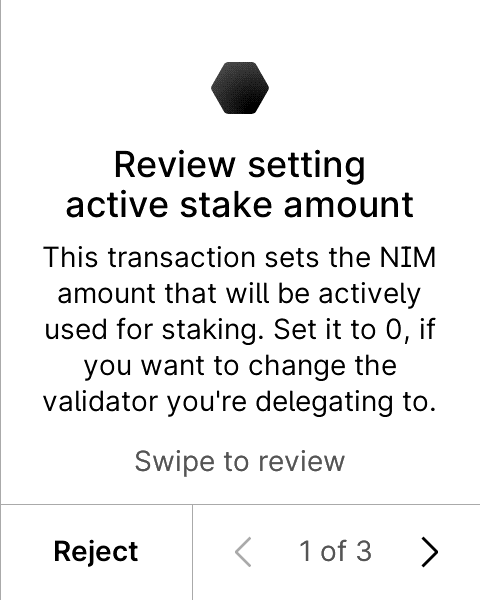 Review setting
active stake amount
This transaction sets the NIM
amount that will be actively
used for staking. Set it to 0, if
you want to change the
validator you're delegating to.
Swipe to review
Reject
1 of 3